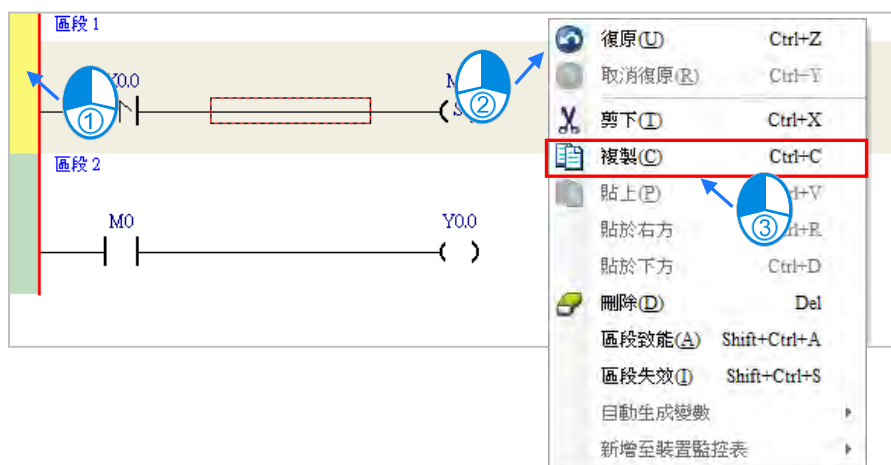 區段 1
X0.0
M
( S
①
區段 2
M0
Y0.0
( )
②
復原(U) Ctrl+Z
取消復原(R) Ctrl+Y
剪下(T) Ctrl+X
複製(C) Ctrl+C
貼上(P) Ctrl+V
貼於右方 Ctrl+R
③
貼於下方 Ctrl+D
刪除(D) Del
區段致能(A) Shift+Ctrl+A
區段失效(I) Shift+Ctrl+S
自動生成變數
新增至裝置監控表